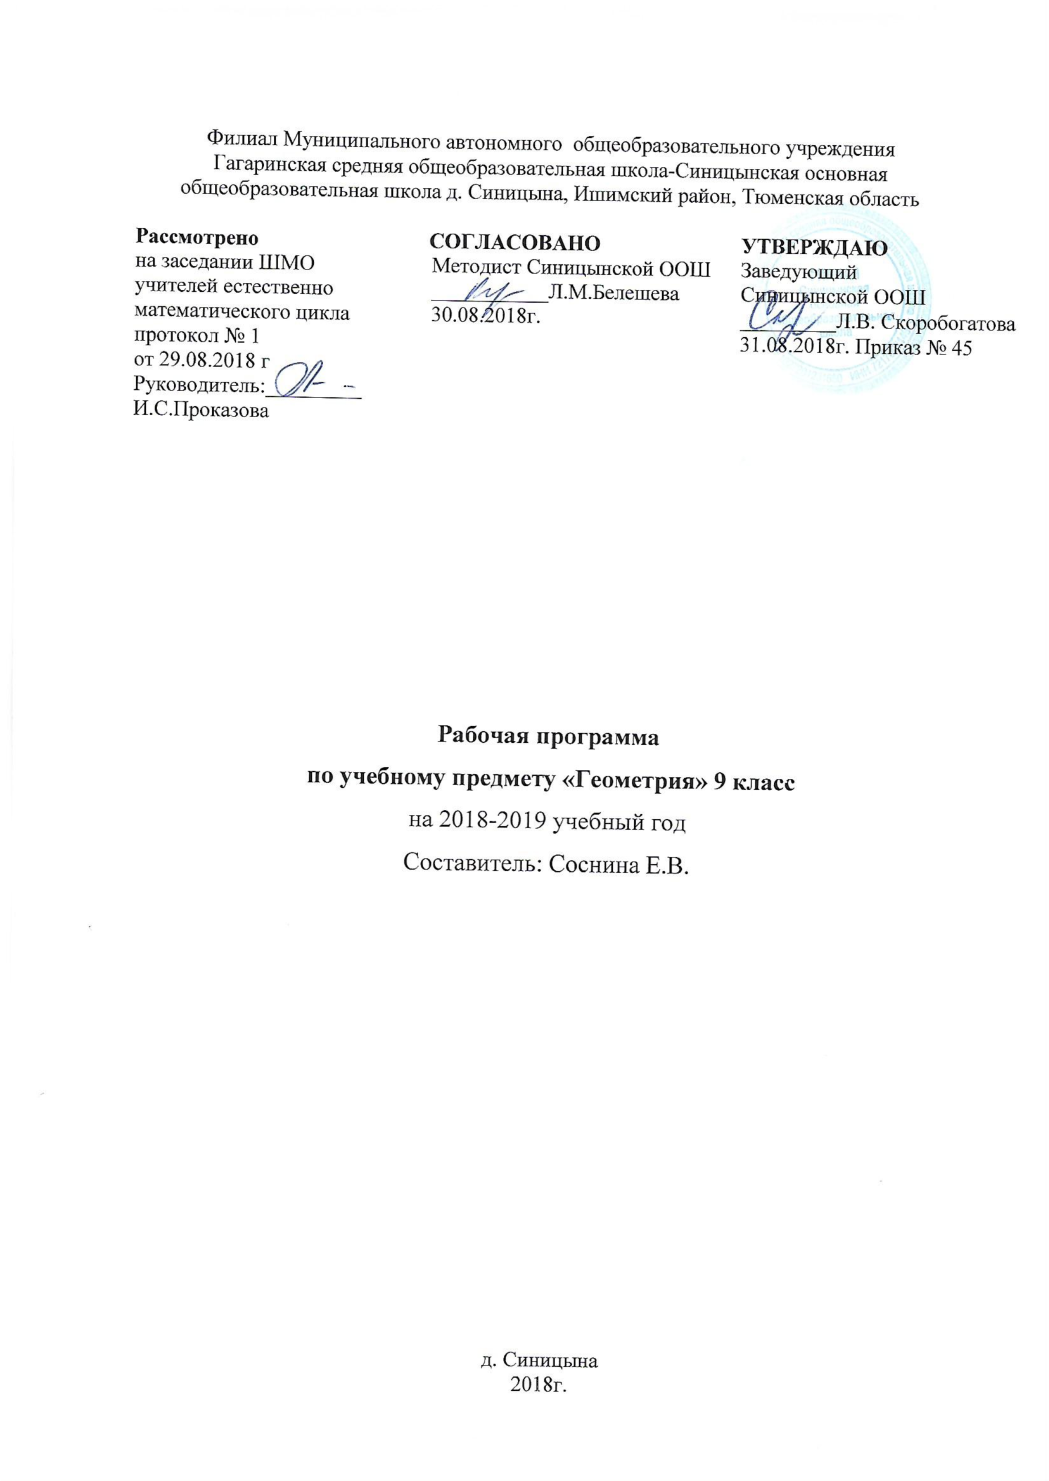 Филиал Муниципального автономного общеобразовательного учреждения
Гагаринская средняя общеобразовательная школа-Синицынская основная
общеобразовательная школа д. Синицына, Ишимский район, Тюменская область
Рассмотрено
на заседании ШМО
учителей естественно
математического цикла
протокол № 1
от 29.08.2018 г
Руководитель:__________
И.С.Проказова
СОГЛАСОВАНО
Методист Синицынской ООШ
____________Л.М.Белешева
30.08.2018г.
УТВЕРЖДАЮ
Заведующий
Синицынской ООШ
__________Л.В. Скоробогатова
31.08.2018г. Приказ № 45
Рабочая программа
по учебному предмету «Геометрия» 9 класс
на 2018-2019 учебный год
Составитель: Соснина Е.В.
д. Синицына
2018г.